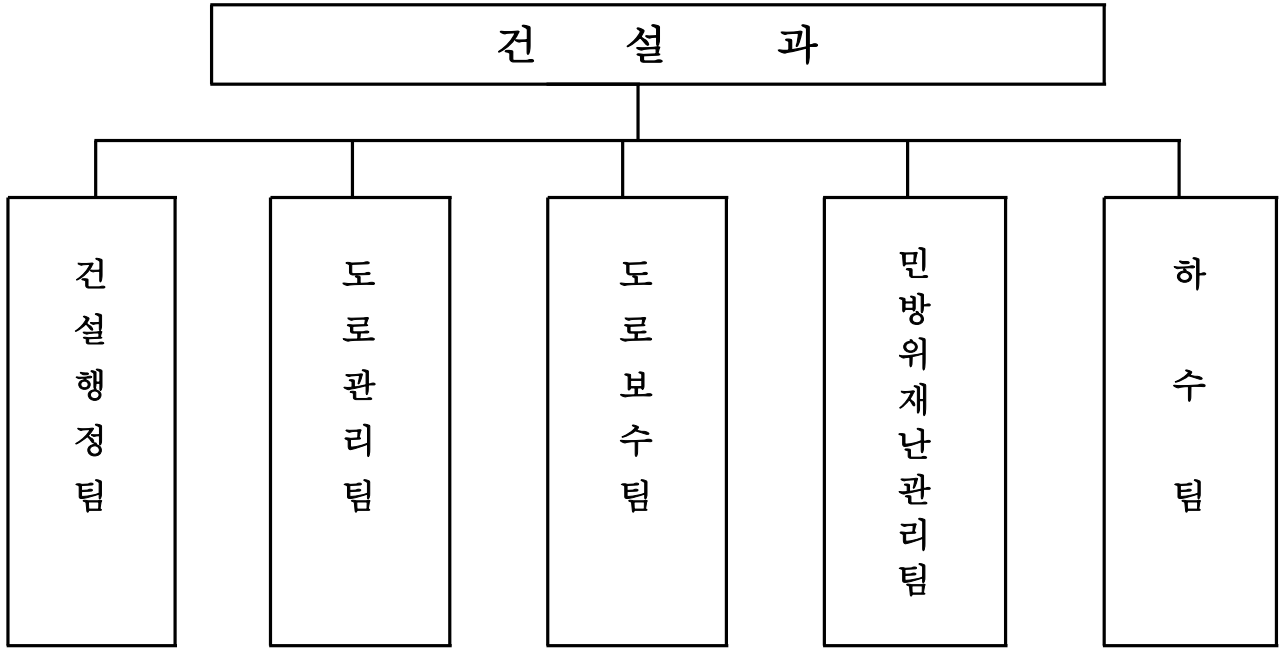 건 설 과
건설행정팀
도로관리팀
도로보수팀
민방위재난관리팀
하수팀